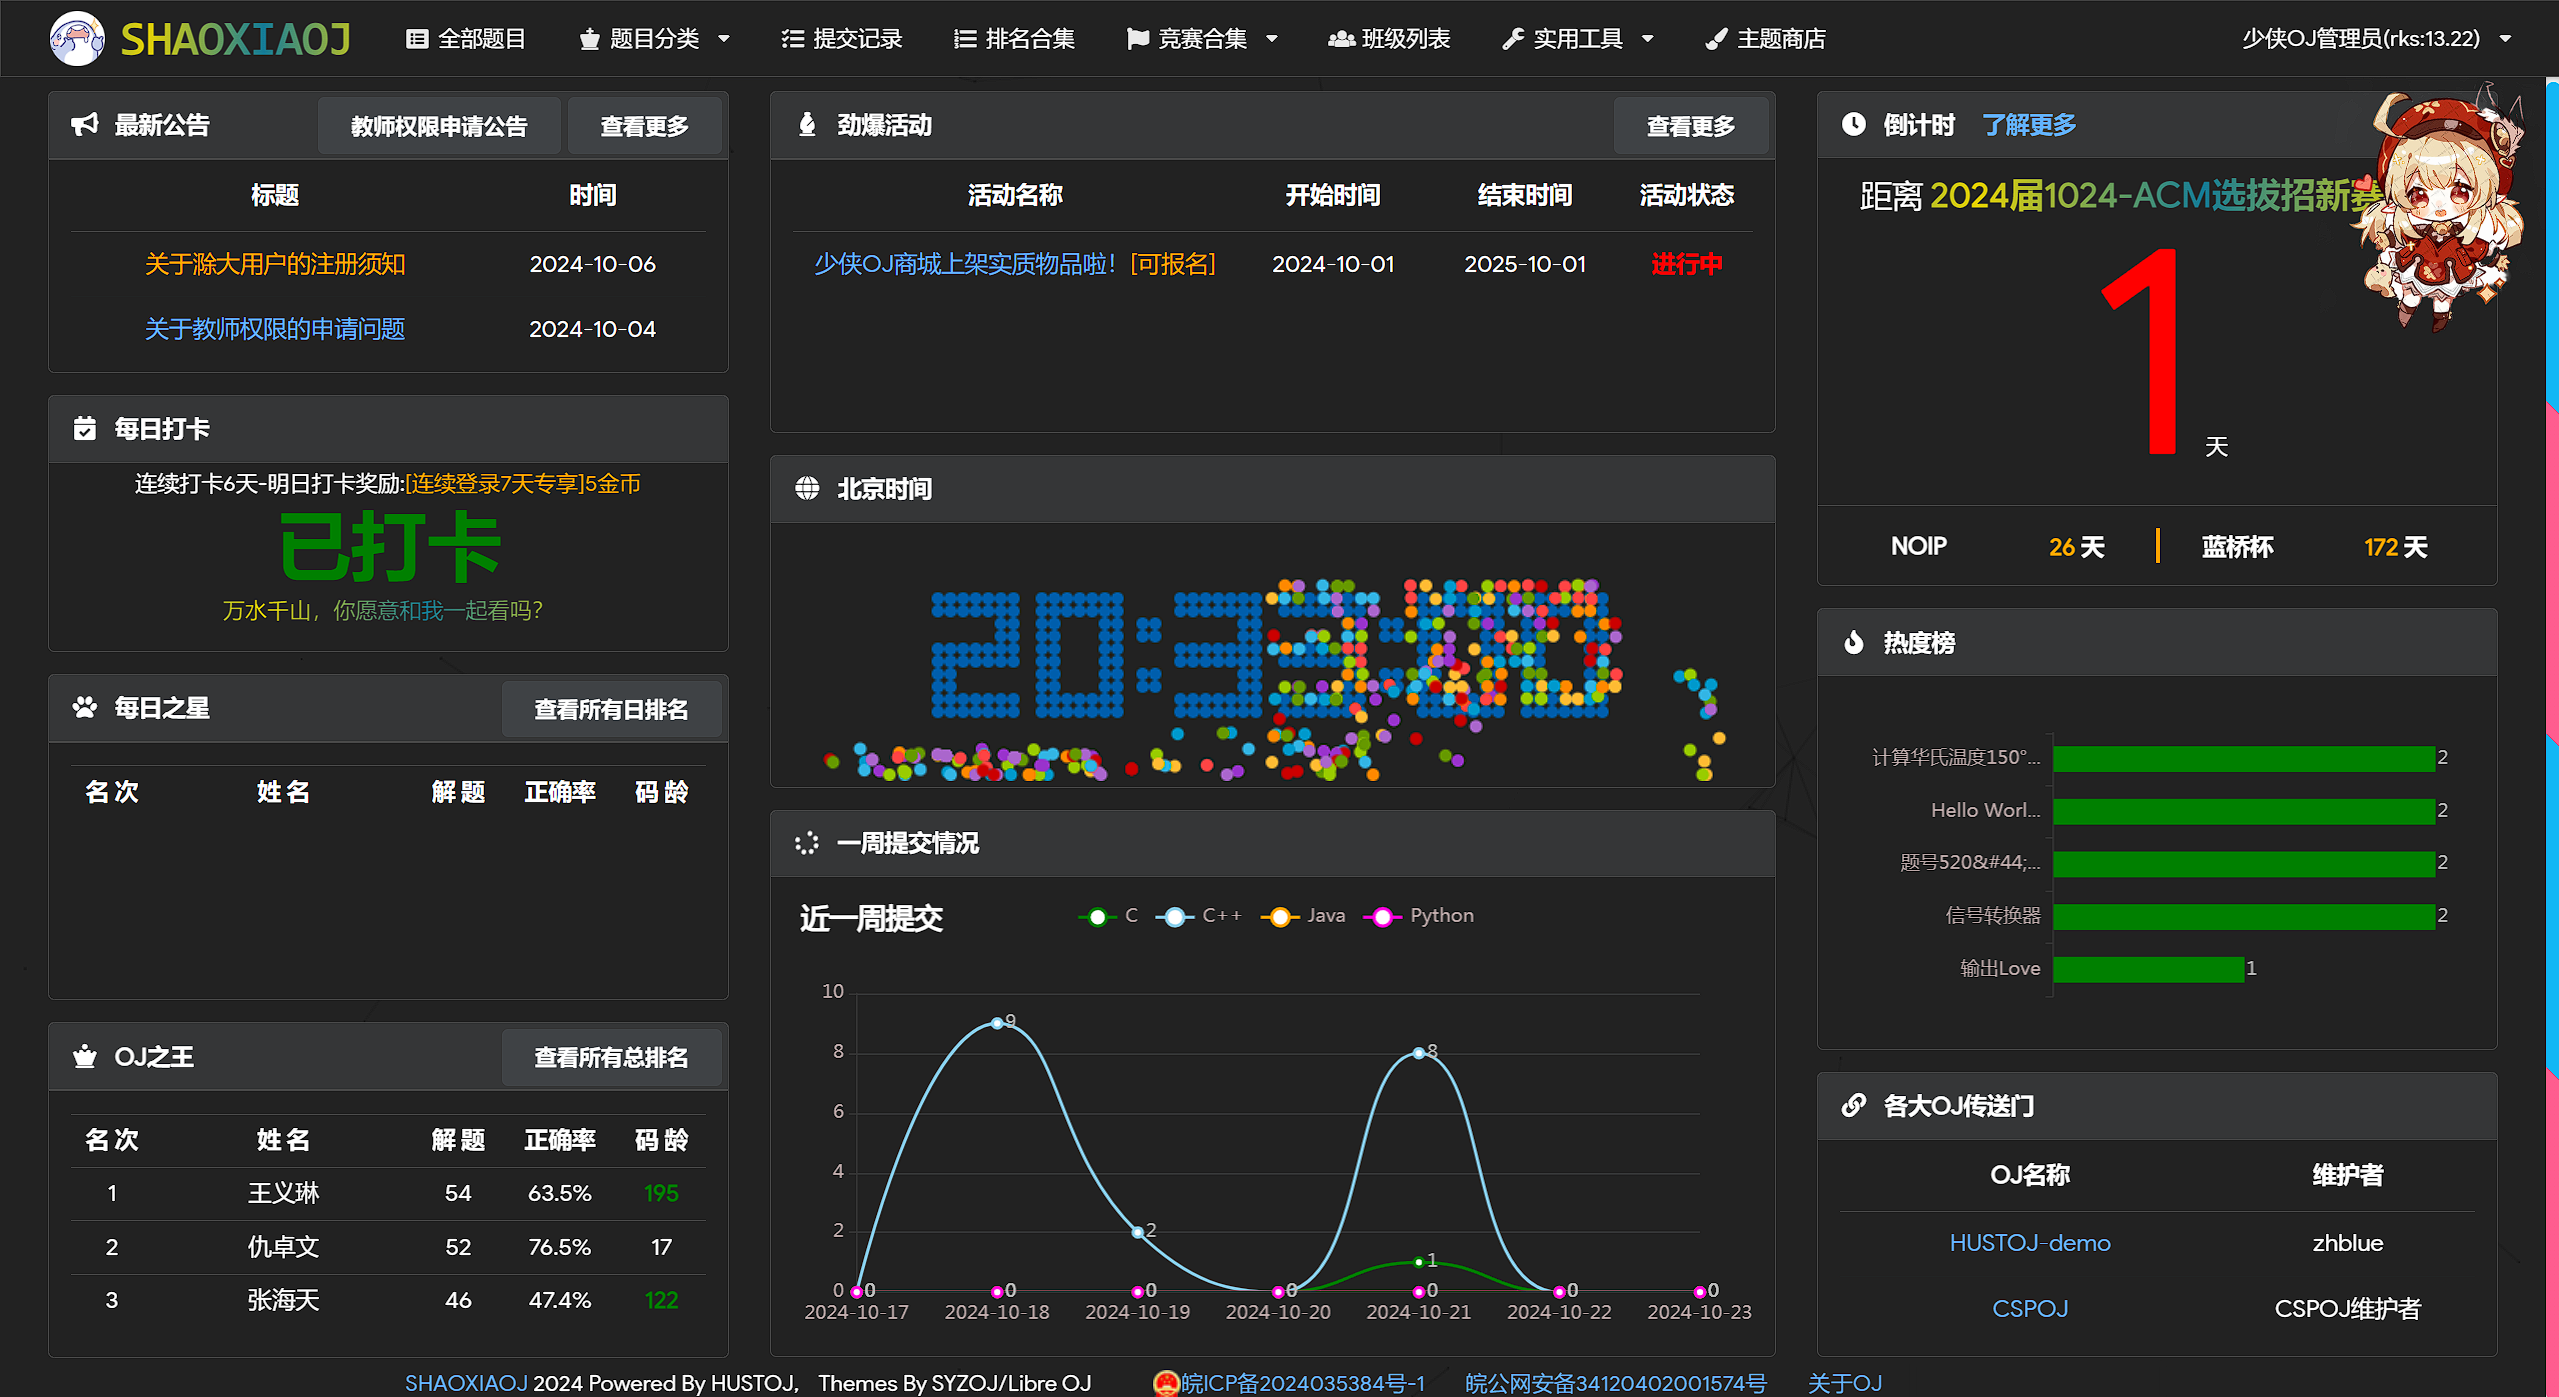 SHAOXIAOJ 全部题目 题目分类 提交记录 排名合集 竞赛合集 班级列表 实用工具 主题商店 少侠OJ管理员(rks:13.22)
最新公告 教师权限申请公告 查看更多
标题 时间
关于滁大用户的注册须知 2024-10-06
关于教师权限的申请问题 2024-10-04
每日打卡
连续打卡6天-明日打卡奖励:[连续登录7天专享]5金币
已打卡
万水千山，你愿意和我一起看吗？
每日之星 查看所有日排名
名次 姓名 解题 正确率 码龄
OJ之王 查看所有总排名
名次 姓名 解题 正确率 码龄
1 王义琳 54 63.5% 195
2 仇卓文 52 76.5% 17
3 张海天 46 47.4% 122
劲爆活动 查看更多
活动名称 开始时间 结束时间 活动状态
少侠OJ商城上架实质物品啦！[可报名] 2024-10-01 2025-10-01 进行中
北京时间
一周提交情况
近一周提交 C C++ Java Python
10
9
8 8
6
4
2 2
1
0 0 0 0 0 0 0 0
2024-10-17 2024-10-18 2024-10-19 2024-10-20 2024-10-21 2024-10-22 2024-10-23
倒计时 了解更多
距离 2024届1024-ACM选拔招新赛
1 天
NOIP 26 天 蓝桥杯 172 天
热度榜
计算华氏温度150°... 2
Hello Worl... 2
题号520&#44;... 2
信号转换器 2
输出Love 1
各大OJ传送门
OJ名称 维护者
HUSTOJ-demo zhblue
CSPOJ CSPOJ维护者
SHAOXIAOJ 2024 Powered By HUSTOJ， Themes By SYZOJ/Libre OJ 皖ICP备2024035384号-1 皖公网安备34120402001574号 关于OJ